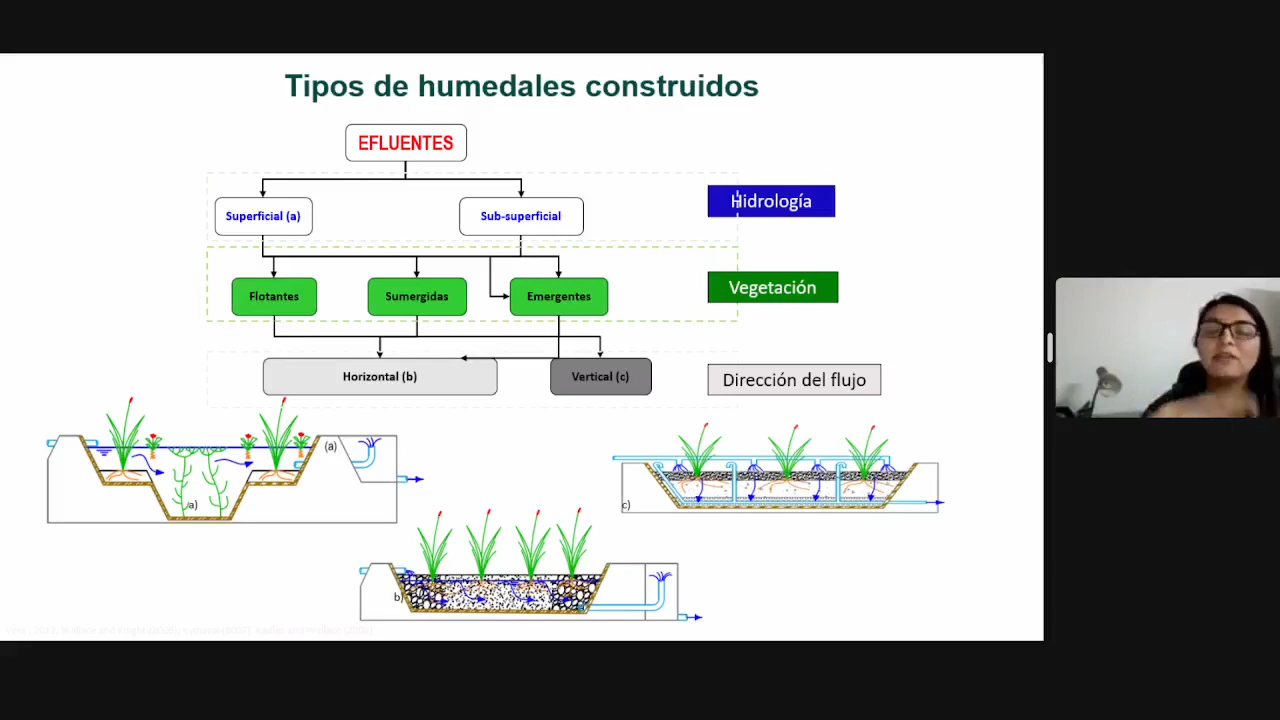 Tipos de humedales construidos
EFLUENTES
Superficial (a)
Sub-superficial
Hidrología
Flotantes
Sumergidas
Emergentes
Vegetación
Horizontal (b)
Vertical (c)
Dirección del flujo
(a)
a)
c)
b)